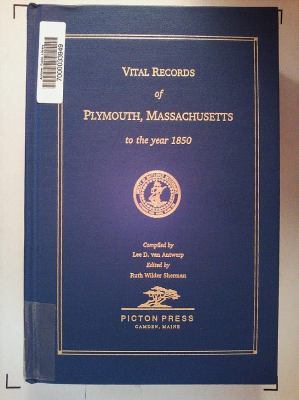 VITAL RECORDS
of
PLYMOUTH, MASSACHUSETTS
to the year 1850
Compiled by
Lee D. van Antwerp
Edited by
Ruth Wilder Sherman
PICTON PRESS
CAMDEN, MAINE
7000033949